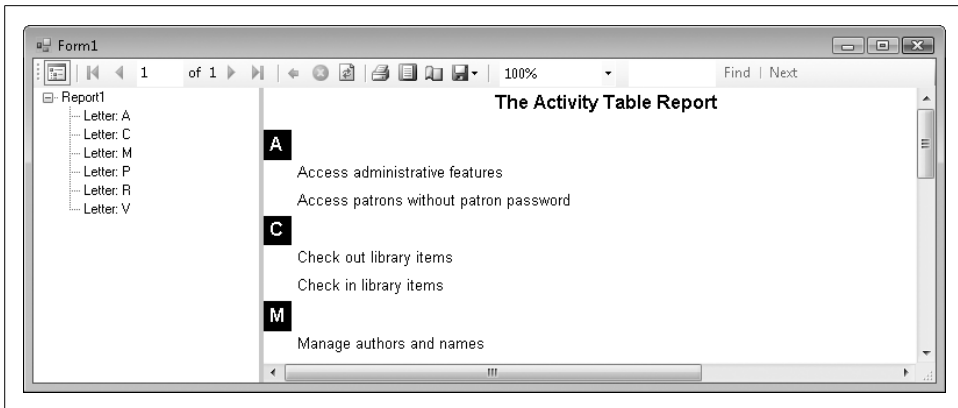 Form1
1 of 1 100% Find | Next
Report1
Letter: A
Letter: C
Letter: M
Letter: P
Letter: R
Letter: V
The Activity Table Report
A
Access administrative features
Access patrons without patron password
C
Check out library items
Check in library items
M
Manage authors and names